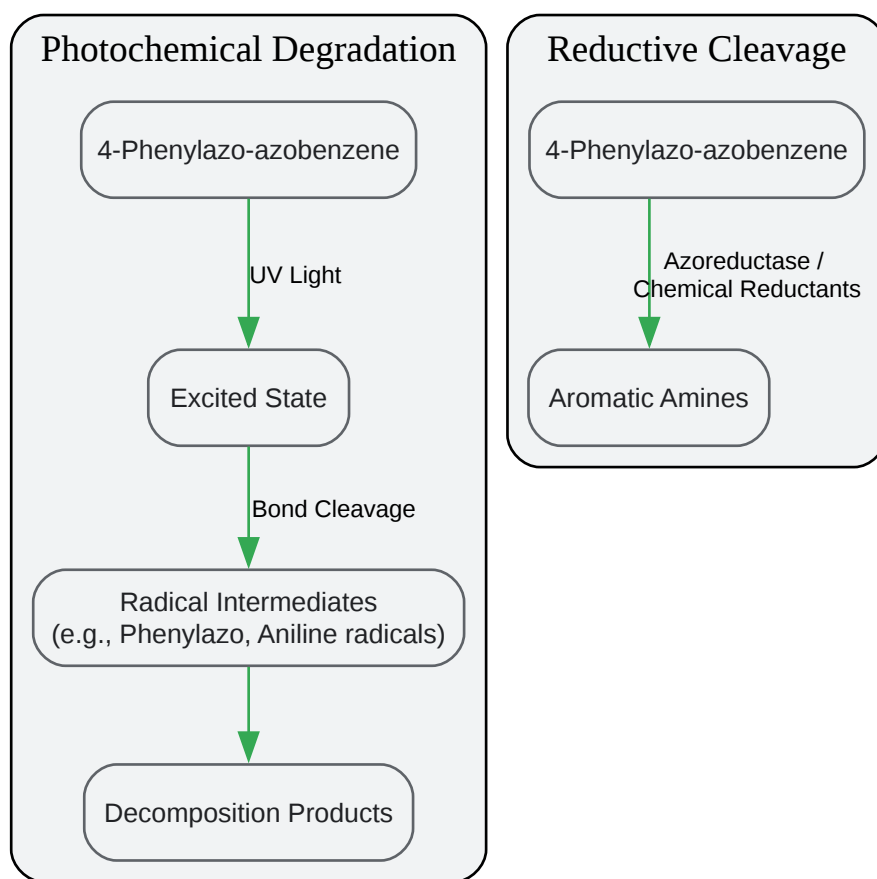 Photochemical Degradation
4-Phenylazo-azobenzene
UV Light
Excited State
Bond Cleavage
Radical Intermediates
(e.g., Phenylazo, Aniline radicals)
Decomposition Products
Reductive Cleavage
4-Phenylazo-azobenzene
Azoreductase /
Chemical Reductants
Aromatic Amines